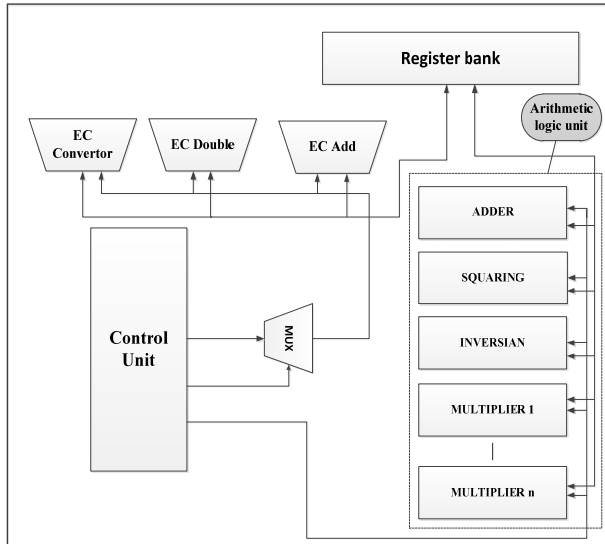 Register bank
Arithmetic
logic unit
EC
Convertor
EC Double
EC Add
ADDER
SQUARING
INVERSIAN
MULTIPLIER 1
MULTIPLIER n
Control
Unit
MUX